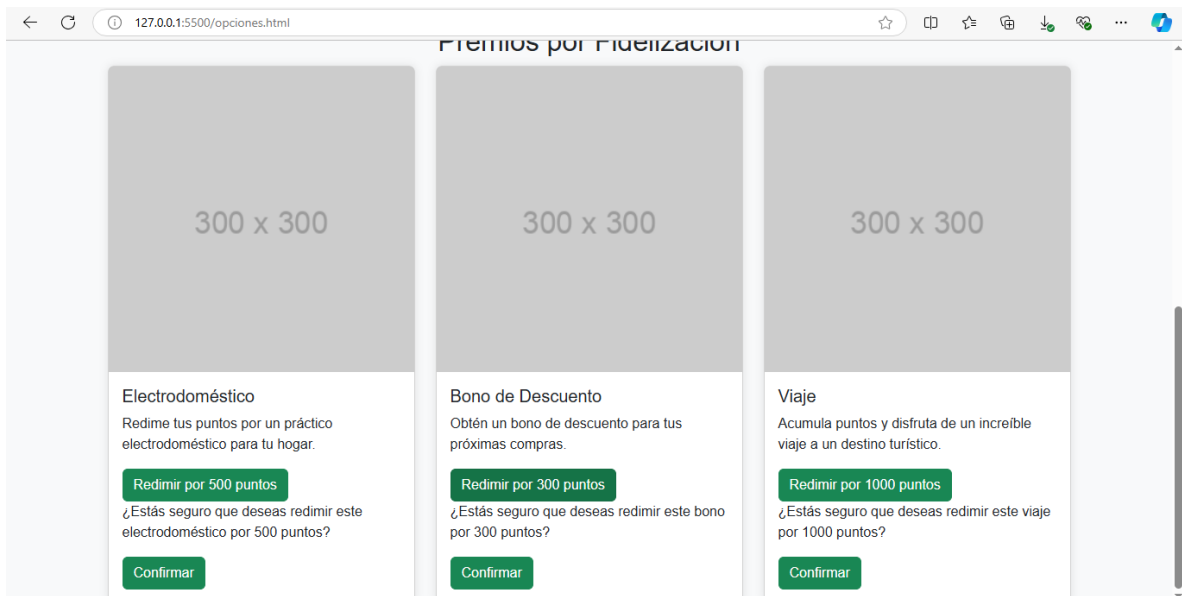 127.0.0.1:5500/opciones.html
Premios por Fidelización
300 x 300
300 x 300
300 x 300
Electrodoméstico
Redime tus puntos por un práctico
electrodoméstico para tu hogar.
Redimir por 500 puntos
¿Estás seguro que deseas redimir este
electrodoméstico por 500 puntos?
Confirmar
Bono de Descuento
Obtén un bono de descuento para tus
próximas compras.
Redimir por 300 puntos
¿Estás seguro que deseas redimir este bono
por 300 puntos?
Confirmar
Viaje
Acumula puntos y disfruta de un increíble
viaje a un destino turístico.
Redimir por 1000 puntos
¿Estás seguro que deseas redimir este viaje
por 1000 puntos?
Confirmar